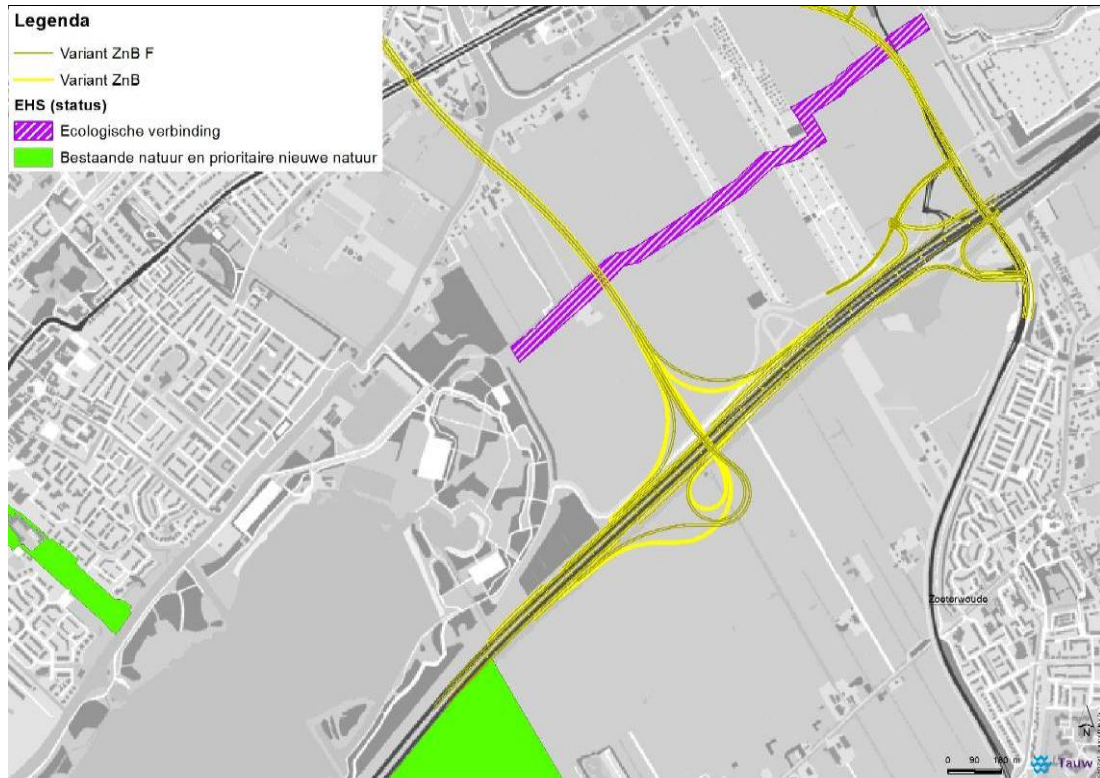 Legenda
Variant ZnB F
Variant ZnB
EHS (status)
Ecologische verbinding
Bestaande natuur en prioritaire nieuwe natuur
Zoeterwoude
N
0 90 180 m
Tauw